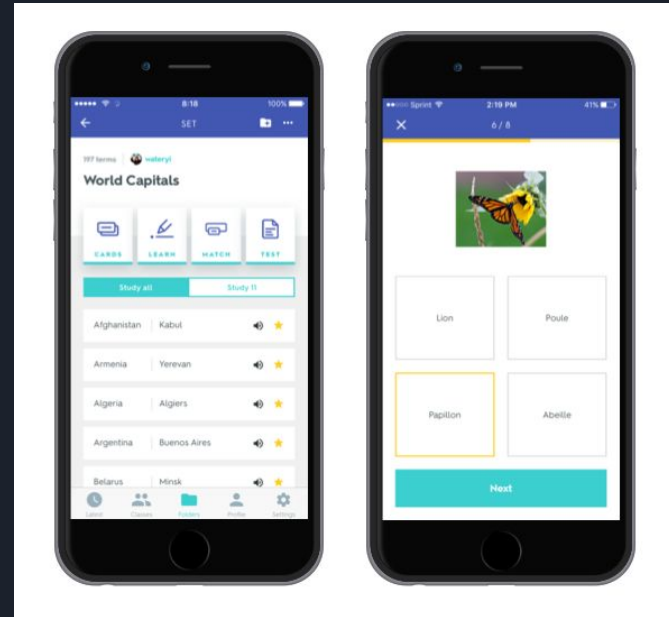 8:18
100%
SET
197 terms
wateryi
World Capitals
CARDS LEARN MATCH TEST
Study all Study 11
Afghanistan Kabul
Armenia Yerevan
Algeria Algiers
Argentina Buenos Aires
Belarus Minsk
Latest Classes Folders Profile Settings
Sprint 2:19 PM 41%
6 / 8
Lion Poule
Papillon Abeille
Next